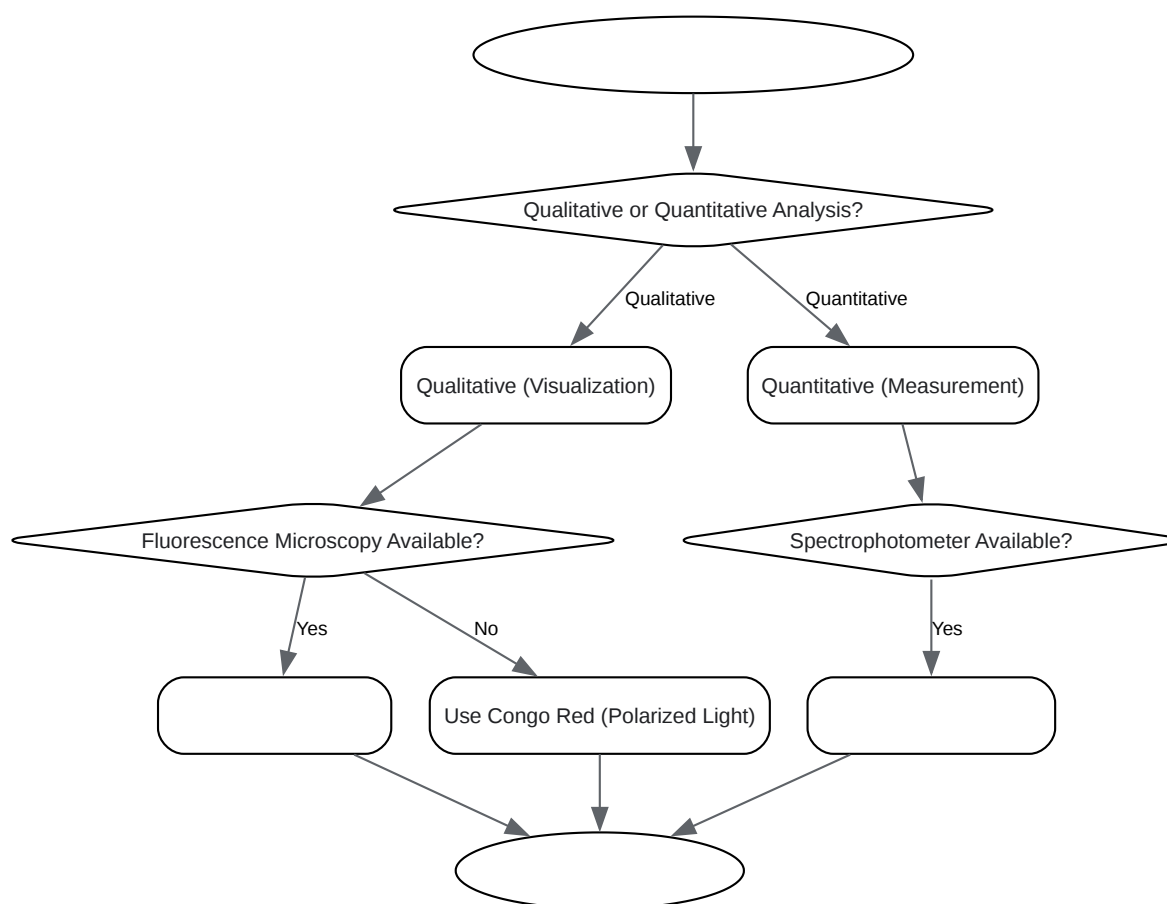 Qualitative or Quantitative Analysis?
Qualitative
Quantitative
Qualitative (Visualization)
Quantitative (Measurement)
Fluorescence Microscopy Available?
Spectrophotometer Available?
Yes
No
Yes
Use Congo Red (Polarized Light)